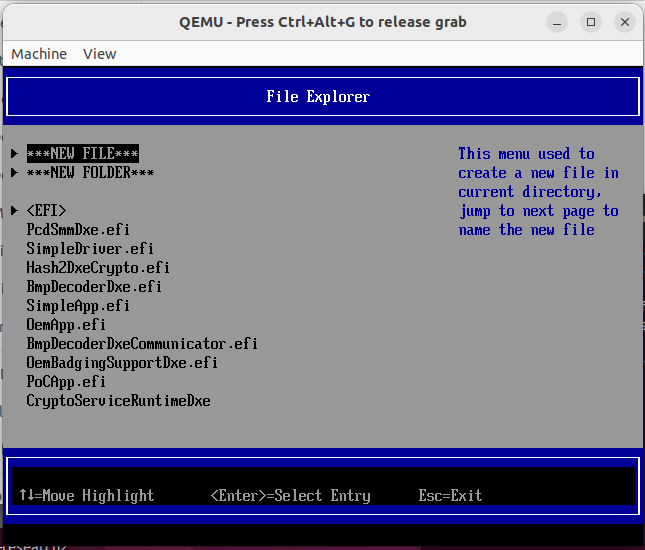 QEMU - Press Ctrl+Alt+G to release grab
Machine View
File Explorer
***NEW FILE***
***NEW FOLDER***
<EFI>
PcdSmmDxe.efi
SimpleDriver.efi
Hash2DxeCrypto.efi
BmpDecoderDxe.efi
SimpleApp.efi
OemApp.efi
BmpDecoderDxeCommunicator.efi
OemBadgingSupportDxe.efi
PoCApp.efi
CryptoServiceRuntimeDxe
This menu used to
create a new file in
current directory,
jump to next page to
name the new file
↑↓=Move Highlight <Enter>=Select Entry Esc=Exit